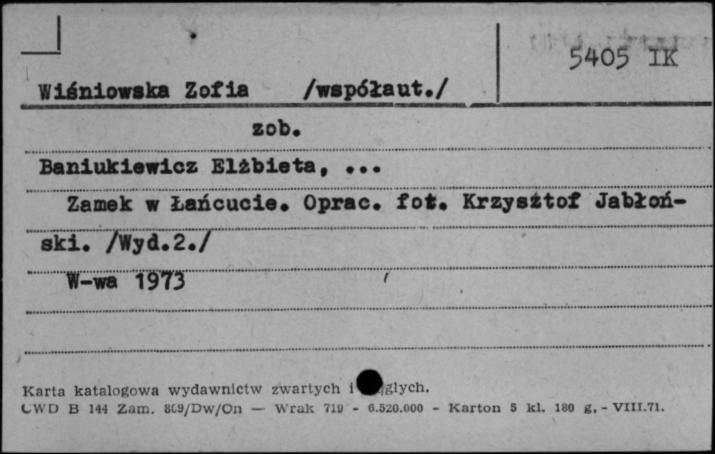 5405 IK
Wiśniowska Zofia /współaut./
zob.
Baniukiewicz Elżbieta, ...
Zamek w Łańcucie. Oprac. fot. Krzysztof Jabłoń-
ski. /Wyd.2./
W-wa 1973
Karta katalogowa wydawnictw zwartych i
CWD B 144 Zam. 869/Dw/On — Wrak 719 - 6.520.000 - Karton 5 kl. 180 g. - VIII.71.